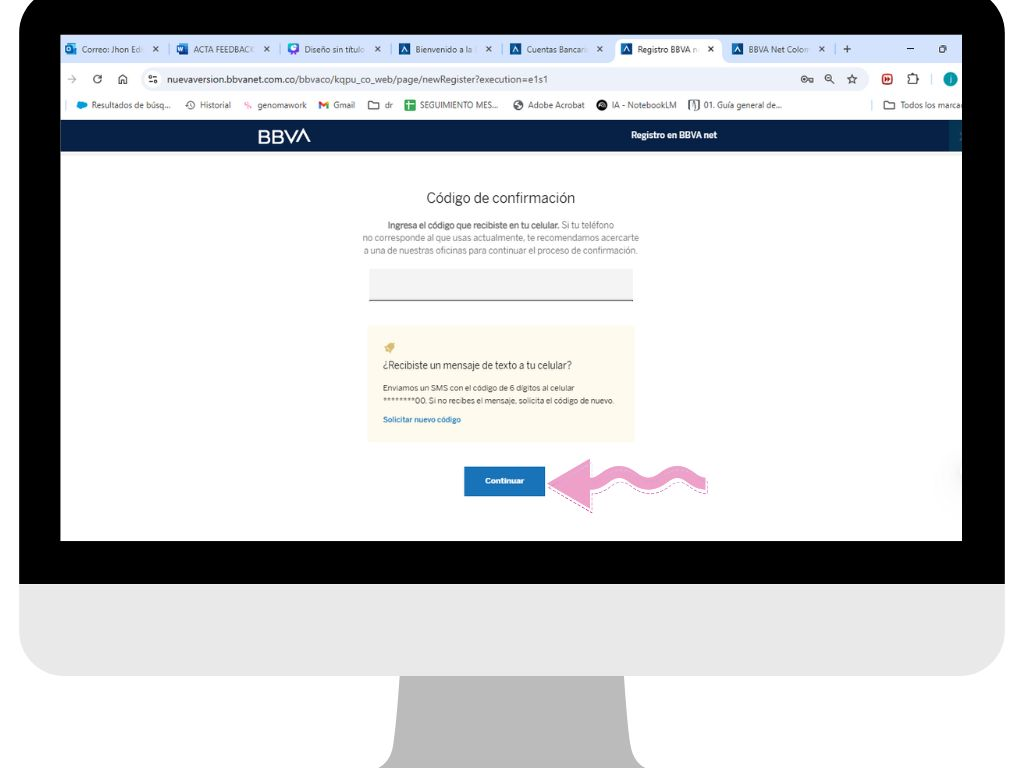 Correo: Jhon Ed
ACTA FEEDBACK
Diseño sin título
Bienvenido a la
Cuentas Bancari
Registro BBVA n
BBVA Net Colom
nuevaversion.bbvanet.com.co/bbvaco/kqpu_co_web/page/newRegister?execution=e1s1
Resultados de búsq...
Historial
genomawork
Gmail
dr
SEGUIMIENTO MES...
Adobe Acrobat
IA - NotebookLM
01. Guía general de...
Todos los marca
BBVA
Registro en BBVA net
Código de confirmación
Ingresa el código que recibiste en tu celular. Si tu teléfono
no corresponde al que usas actualmente, te recomendamos acercarte
a una de nuestras oficinas para continuar el proceso de confirmación.
¿Recibiste un mensaje de texto a tu celular?
Enviamos un SMS con el código de 6 dígitos al celular
********00. Si no recibes el mensaje, solicita el código de nuevo.
Solicitar nuevo código
Continuar